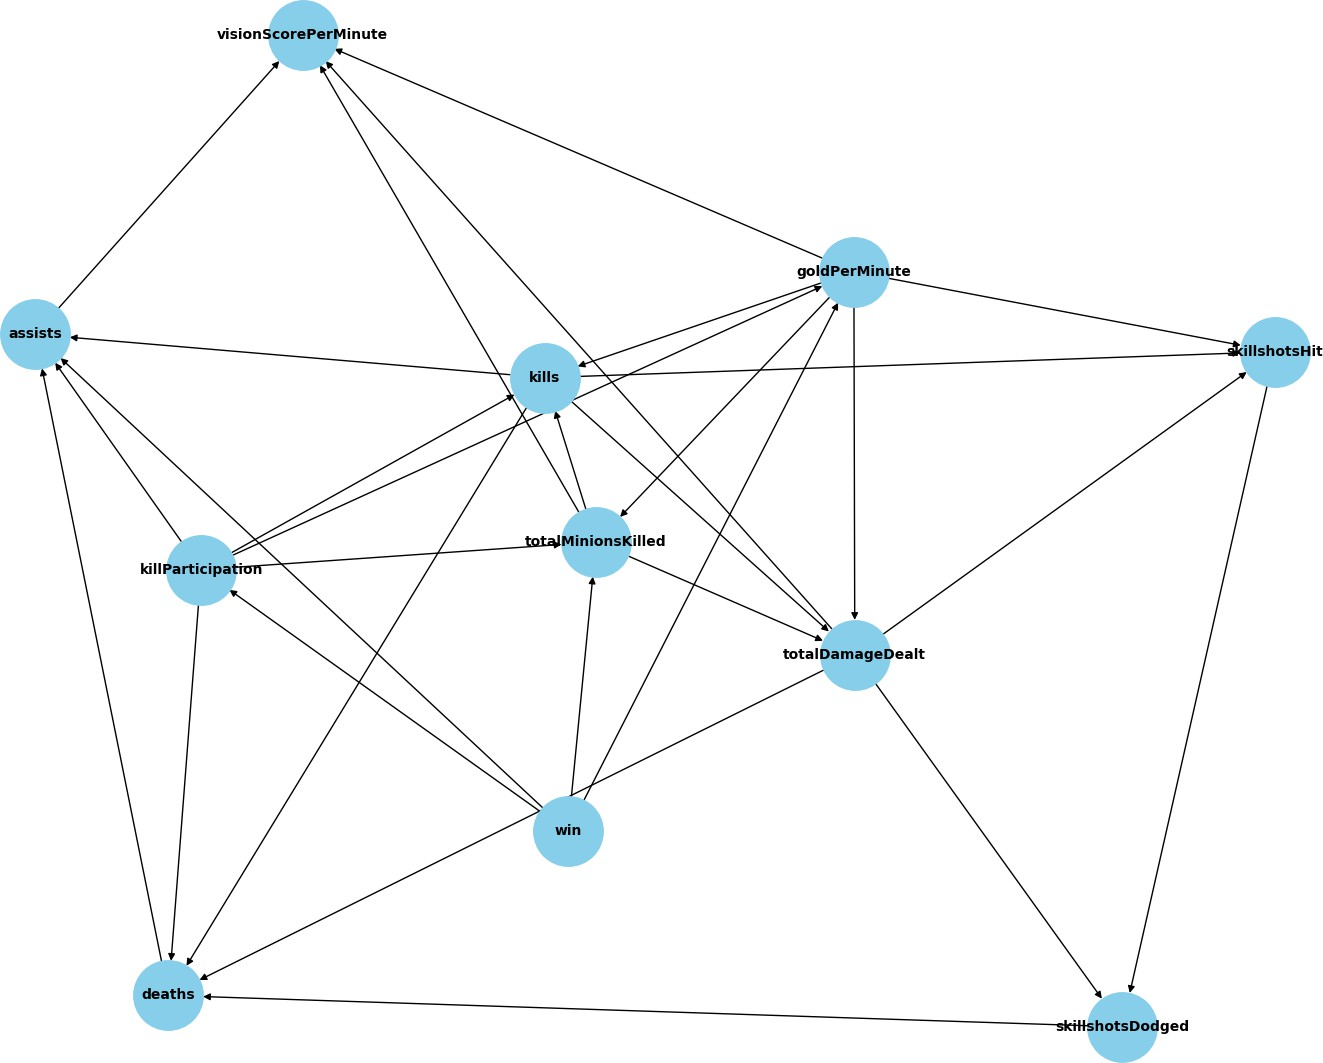 visionScorePerMinute
goldPerMinute
assists
skillshotsHit
kills
totalMinionsKilled
killParticipation
totalDamageDealt
win
deaths
skillshotsDodged